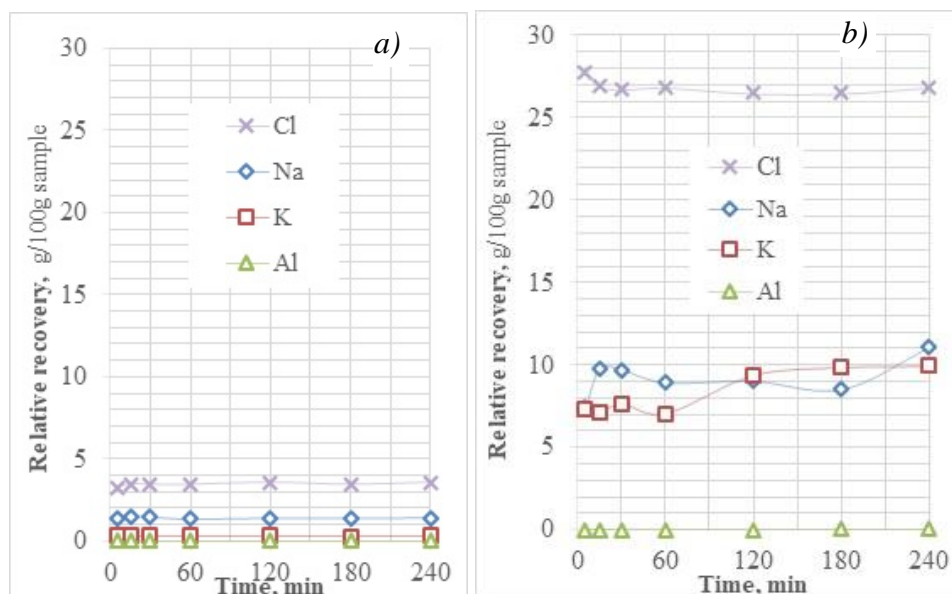 a)
30
25
20
15
10
5
0
Cl
Na
K
Al
Relative recovery, g/100g sample
0 60 120 180 240
Time, min
b)
30
25
20
15
10
5
0
Cl
Na
K
Al
Relative recovery, g/100g sample
0 60 120 180 240
Time, min